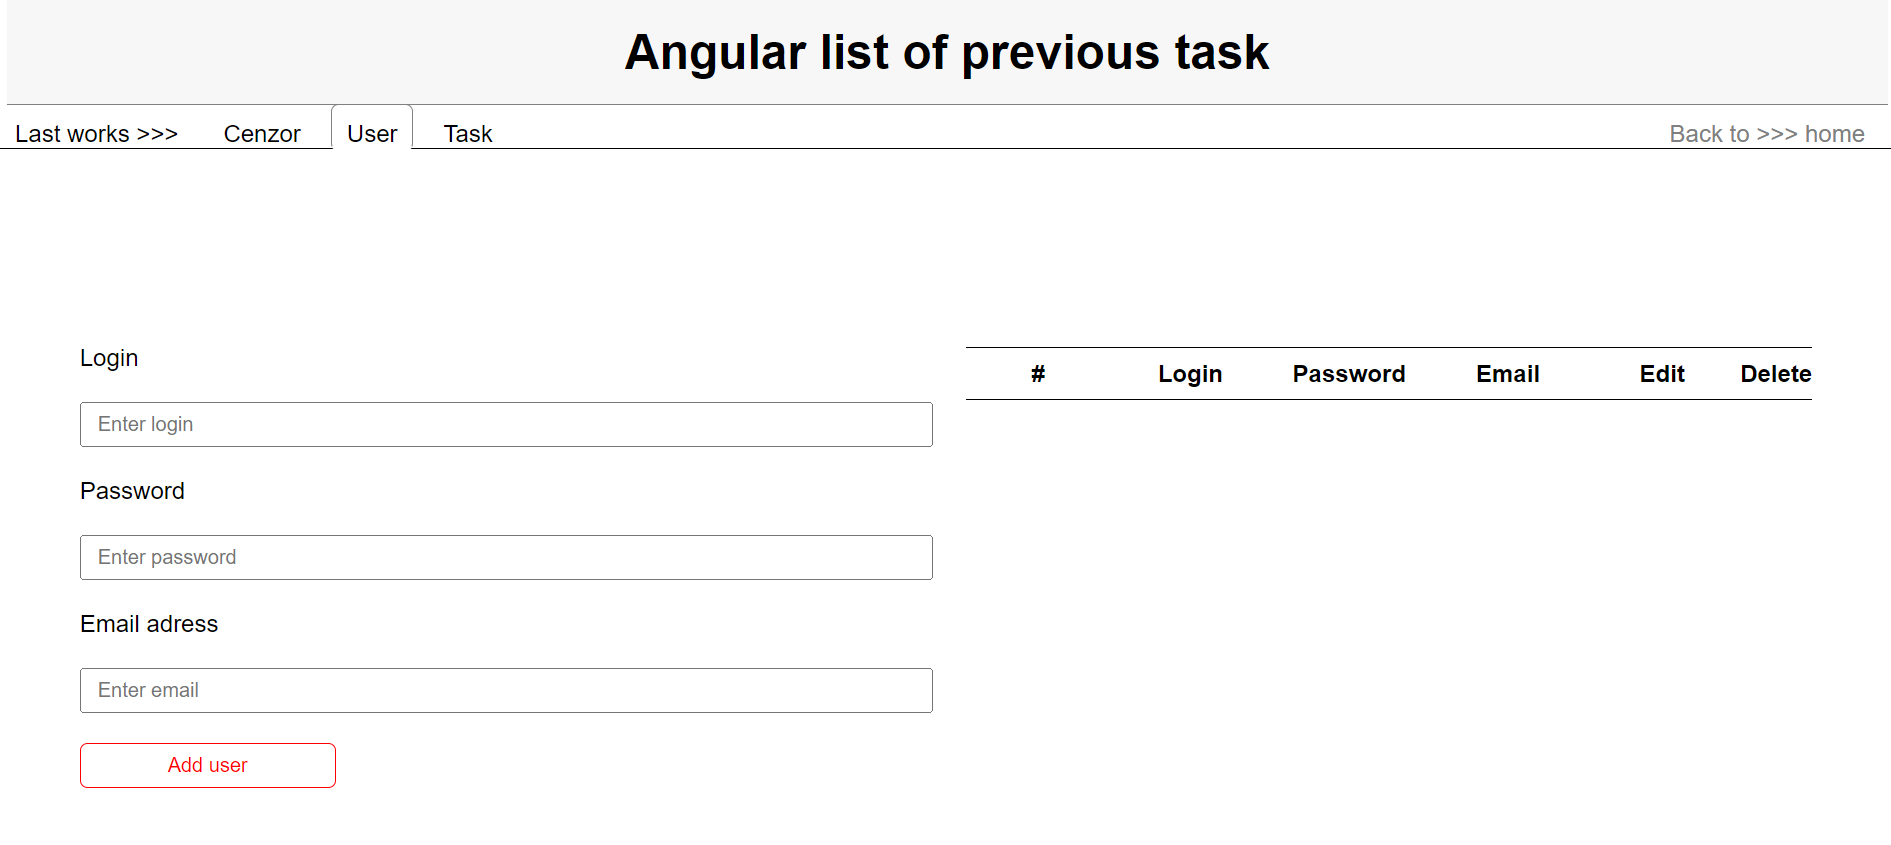 Angular list of previous task
Last works >>> Cenzor User Task Back to >>> home
Login
Enter login
Password
Enter password
Email adress
Enter email
Add user
# Login Password Email Edit Delete